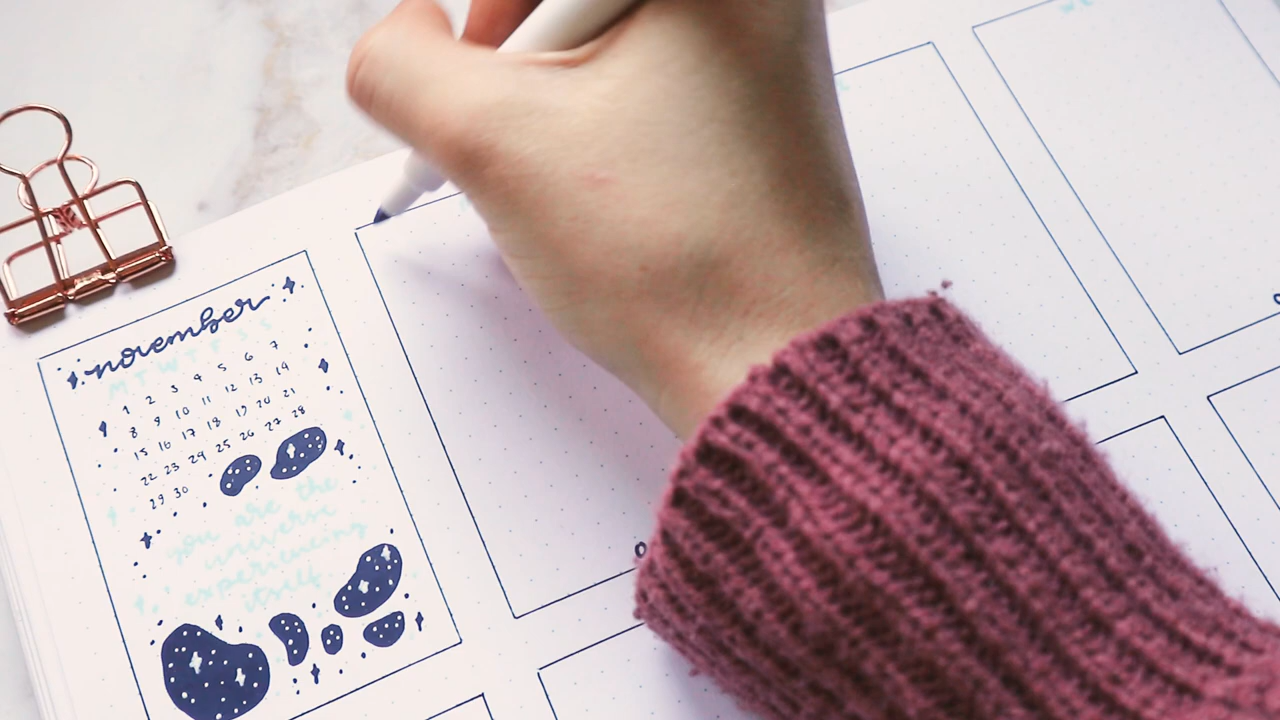 november
M T W T F S S
1 2 3 4 5 6 7
8 9 10 11 12 13 14
15 16 17 18 19 20 21
22 23 24 25 26 27 28
29 30
you are the
universe
experiencing
itself